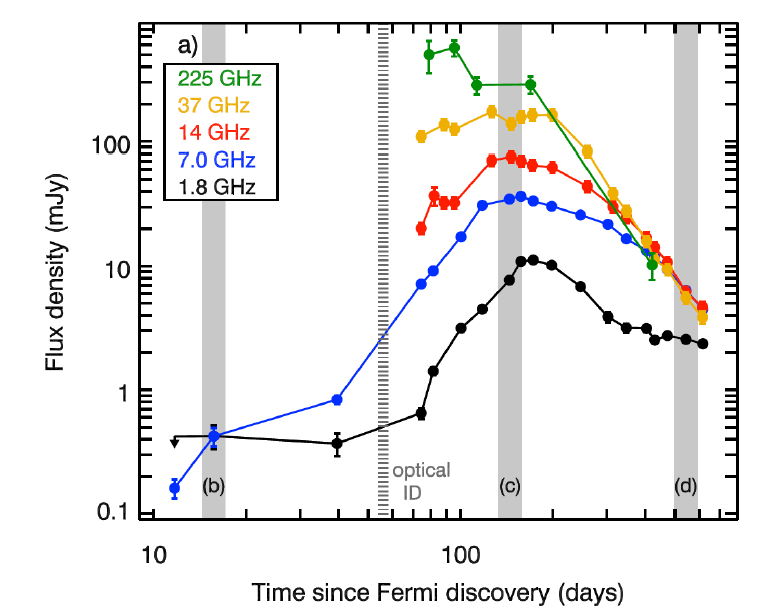 a)
225 GHz
37 GHz
14 GHz
7.0 GHz
1.8 GHz
100
10
1
0.1
Flux density (mJy)
optical
ID
(b)
(c)
(d)
10
100
Time since Fermi discovery (days)